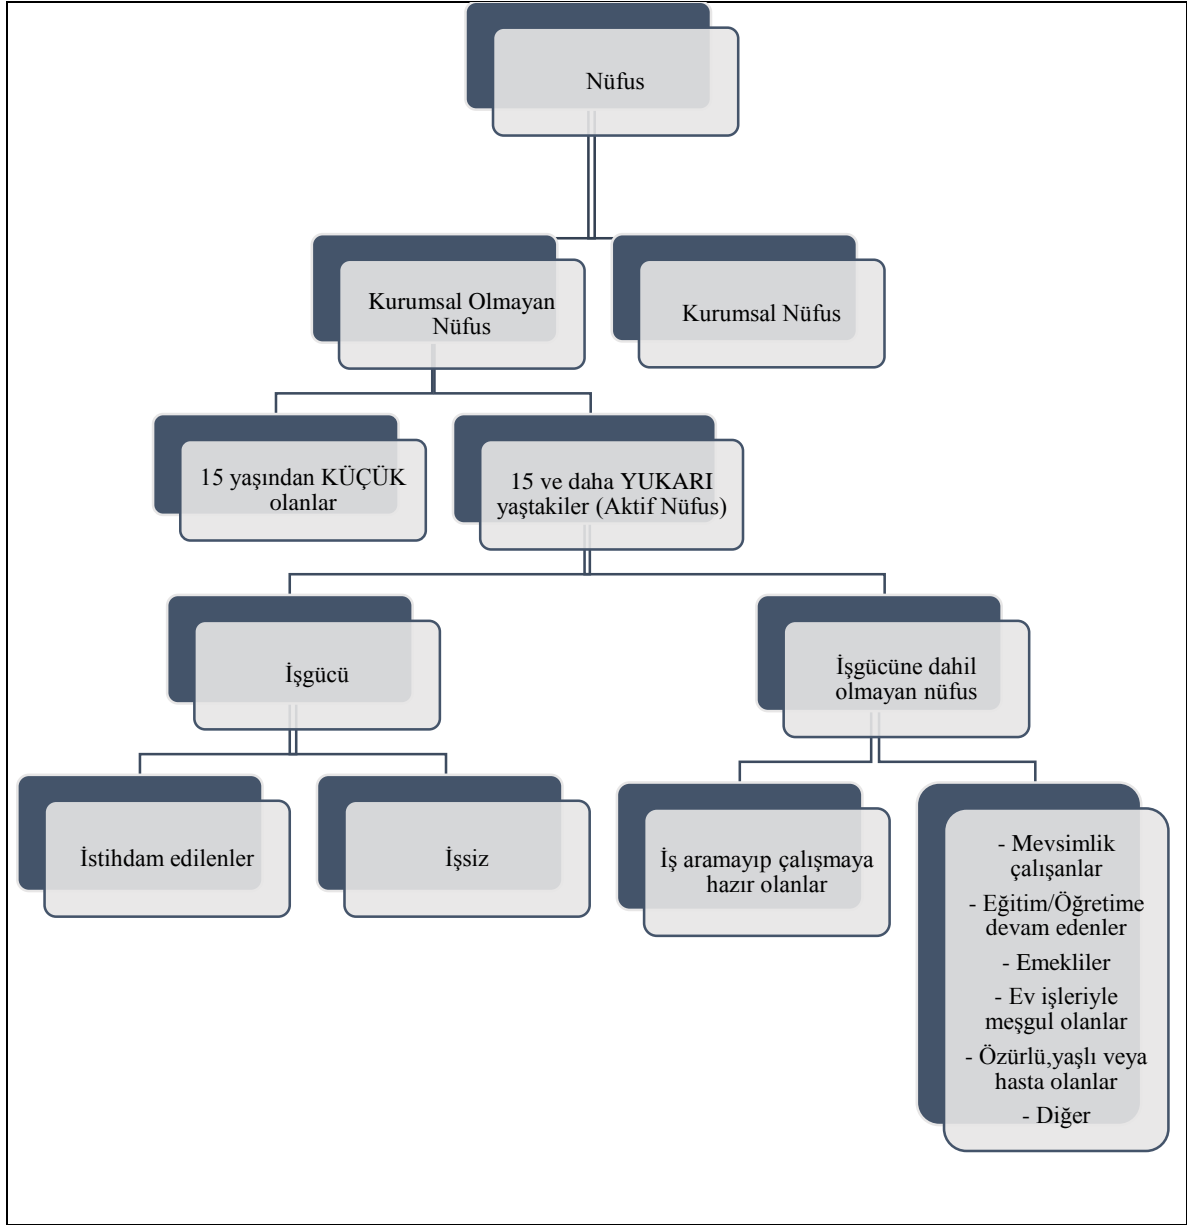 Nüfus
Kurumsal Olmayan
Nüfus
Kurumsal Nüfus
15 yaşından KÜÇÜK
olanlar
15 ve daha YUKARI
yaştakiler (Aktif Nüfus)
İşgücü
İşgücüne dahil
olmayan nüfus
İstihdam edilenler
İşsiz
İş aramayıp çalışmaya
hazır olanlar
- Mevsimlik
çalışanlar
- Eğitim/Öğretime
devam edenler
- Emekliler
- Ev işleriyle
meşgul olanlar
- Özürlü,yaşlı veya
hasta olanlar
- Diğer